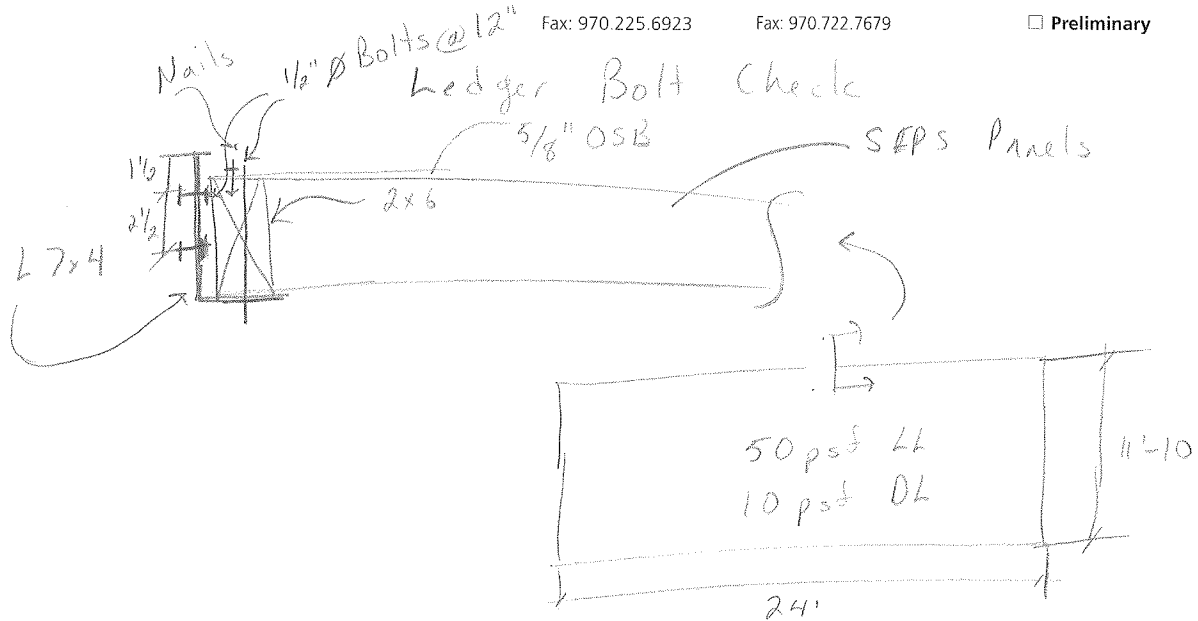 Fax: 970.225.6923 Fax: 970.722.7679 □ Preliminary
Nails
1/2" Ø Bolts @ 12"
Ledger Bolt Check
5/8" OSB
SIPS Panels
1 1/2
2x6
2 1/2
L 7x4
50 psf LL
11'-10
10 psf DL
24'